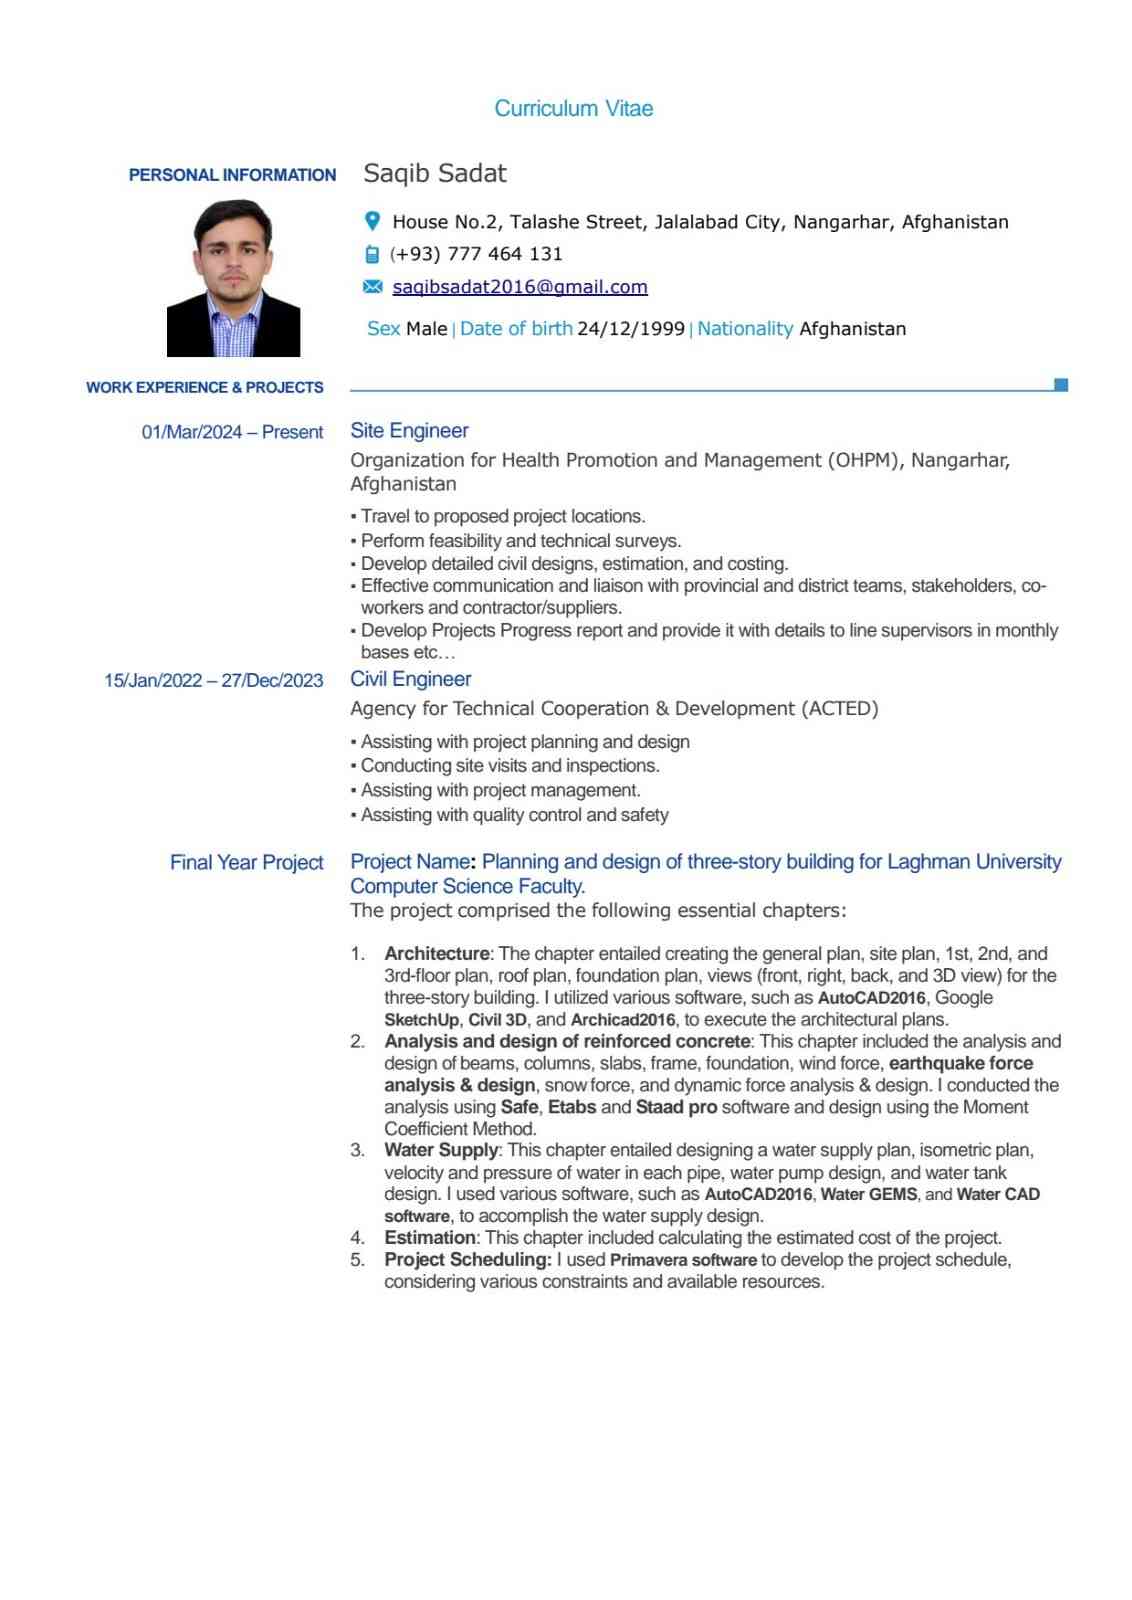 Curriculum Vitae
PERSONAL INFORMATION
Saqib Sadat
House No.2, Talashe Street, Jalalabad City, Nangarhar, Afghanistan
(+93) 777 464 131
saqibsadat2016@gmail.com
Sex Male | Date of birth 24/12/1999 | Nationality Afghanistan
WORK EXPERIENCE & PROJECTS
01/Mar/2024 – Present
Site Engineer
Organization for Health Promotion and Management (OHPM), Nangarhar,
Afghanistan
▪ Travel to proposed project locations.
▪ Perform feasibility and technical surveys.
▪ Develop detailed civil designs, estimation, and costing.
▪ Effective communication and liaison with provincial and district teams, stakeholders, co-
workers and contractor/suppliers.
▪ Develop Projects Progress report and provide it with details to line supervisors in monthly
bases etc…
15/Jan/2022 – 27/Dec/2023
Civil Engineer
Agency for Technical Cooperation & Development (ACTED)
▪ Assisting with project planning and design
▪ Conducting site visits and inspections.
▪ Assisting with project management.
▪ Assisting with quality control and safety
Final Year Project
Project Name: Planning and design of three-story building for Laghman University
Computer Science Faculty.
The project comprised the following essential chapters:
1. Architecture: The chapter entailed creating the general plan, site plan, 1st, 2nd, and
3rd-floor plan, roof plan, foundation plan, views (front, right, back, and 3D view) for the
three-story building. I utilized various software, such as AutoCAD2016, Google
SketchUp, Civil 3D, and Archicad2016, to execute the architectural plans.
2. Analysis and design of reinforced concrete: This chapter included the analysis and
design of beams, columns, slabs, frame, foundation, wind force, earthquake force
analysis & design, snow force, and dynamic force analysis & design. I conducted the
analysis using Safe, Etabs and Staad pro software and design using the Moment
Coefficient Method.
3. Water Supply: This chapter entailed designing a water supply plan, isometric plan,
velocity and pressure of water in each pipe, water pump design, and water tank
design. I used various software, such as AutoCAD2016, Water GEMS, and Water CAD
software, to accomplish the water supply design.
4. Estimation: This chapter included calculating the estimated cost of the project.
5. Project Scheduling: I used Primavera software to develop the project schedule,
considering various constraints and available resources.